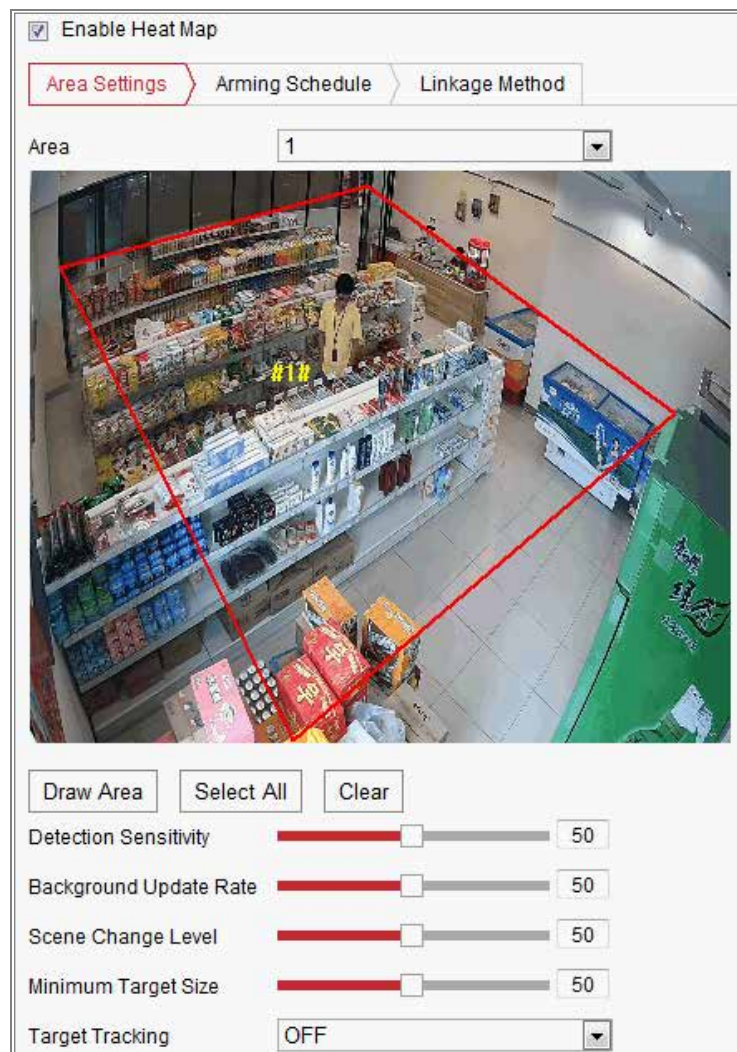 Enable Heat Map
Area Settings
Arming Schedule
Linkage Method
Area
1
#1#
Draw Area
Select All
Clear
Detection Sensitivity
50
Background Update Rate
50
Scene Change Level
50
Minimum Target Size
50
Target Tracking
OFF